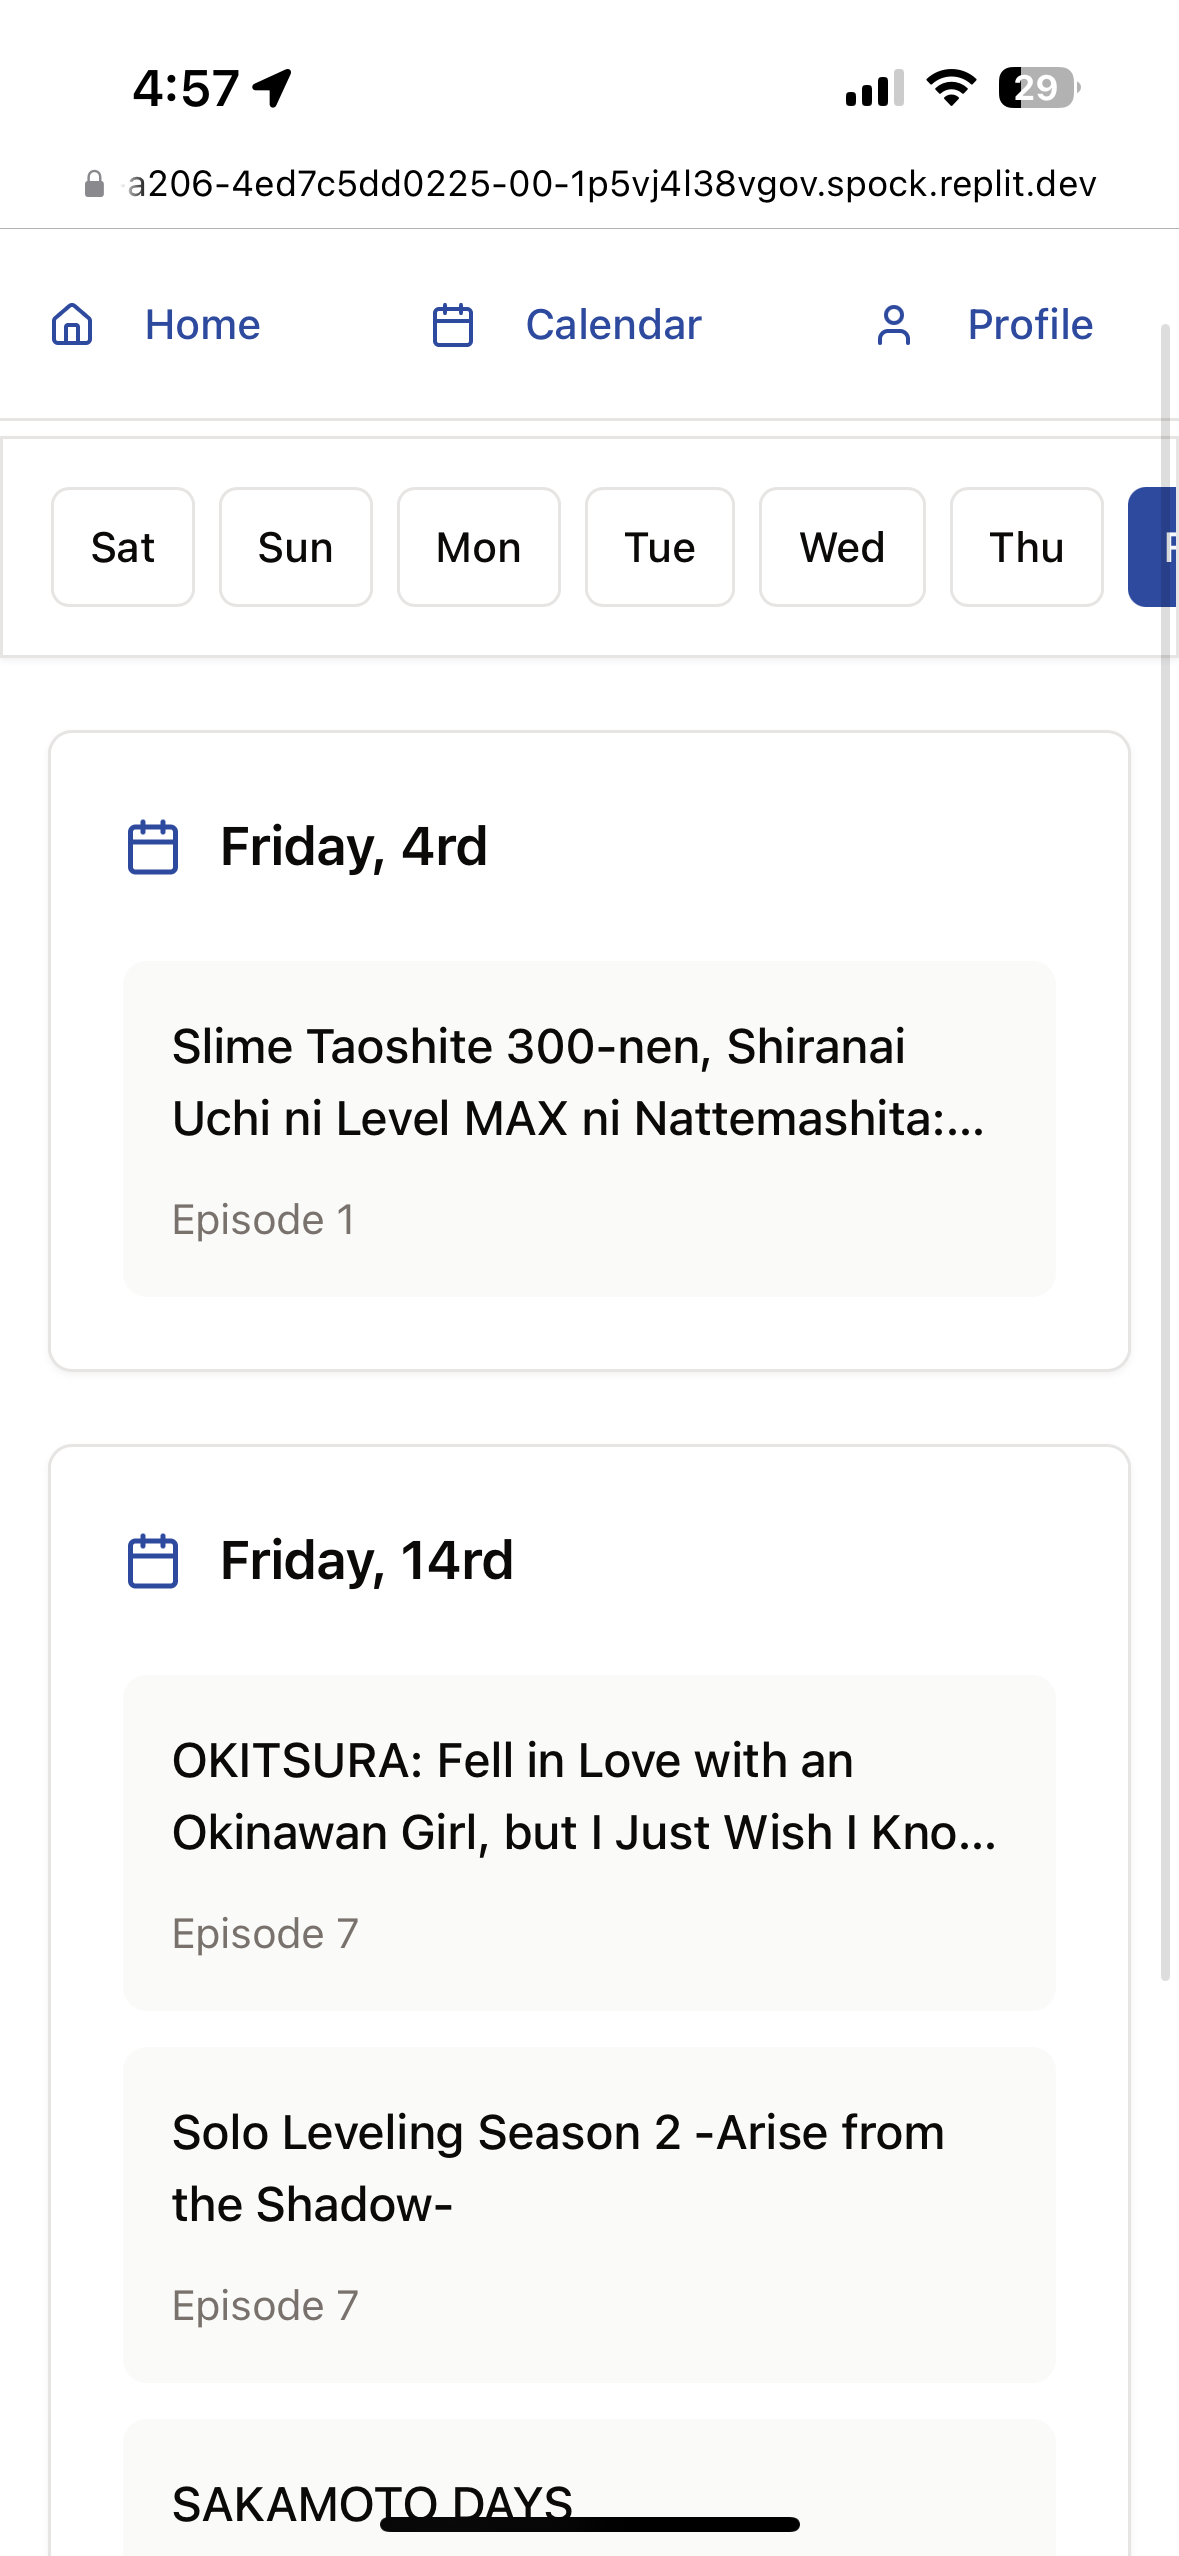 4:57
29
a206-4ed7c5dd0225-00-1p5vj4l38vgov.spock.replit.dev
Home Calendar Profile
Sat Sun Mon Tue Wed Thu
Friday, 4rd
Slime Taoshite 300-nen, Shiranai
Uchi ni Level MAX ni Nattemashita:...
Episode 1
Friday, 14rd
OKITSURA: Fell in Love with an
Okinawan Girl, but I Just Wish I Kno...
Episode 7
Solo Leveling Season 2 -Arise from
the Shadow-
Episode 7
SAKAMOTO DAYS